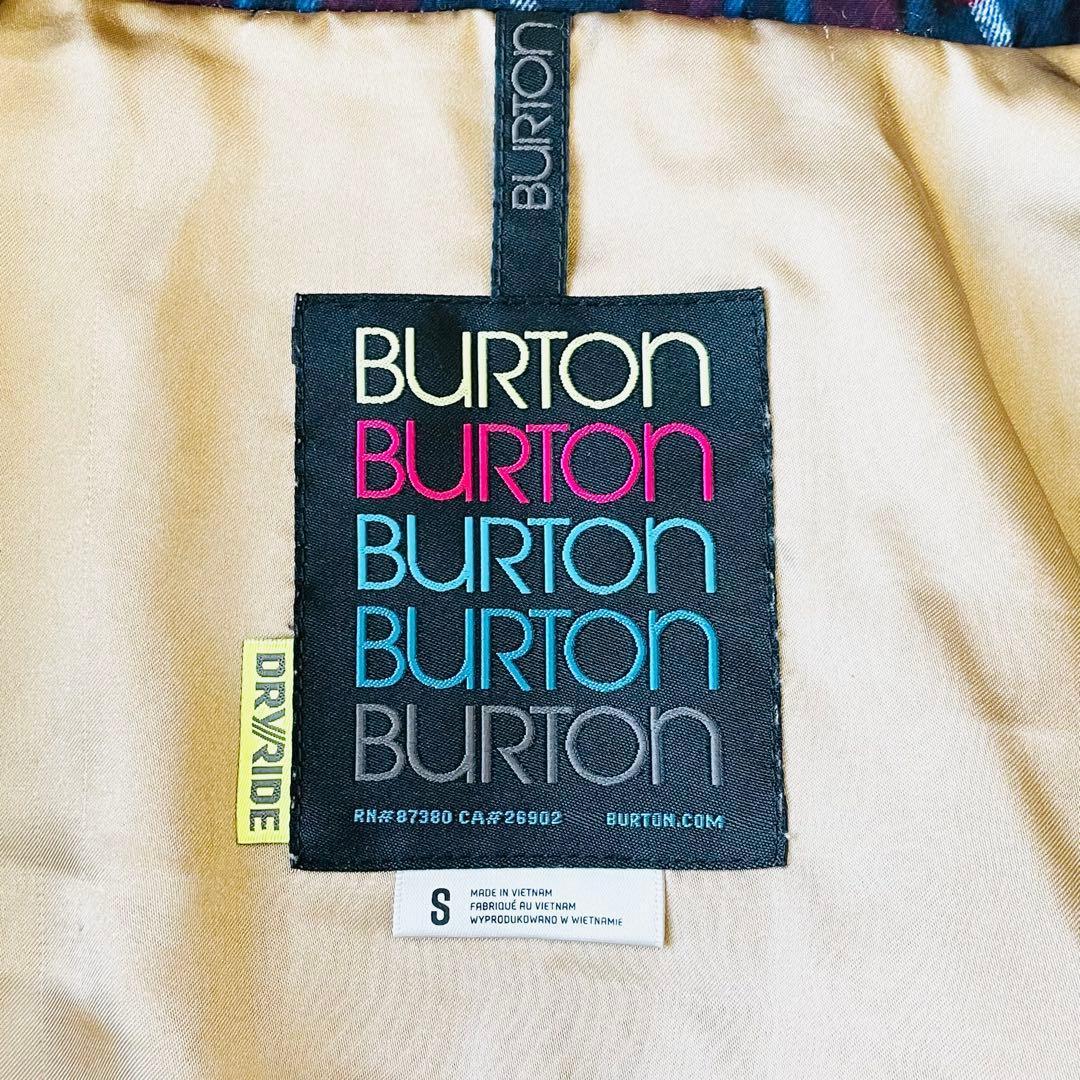 BURTON
BURTON
BURTON
BURTON
BURTON
BURTON
DRY//RIDE
RN#87380 CA#26902 BURTON.COM
S
MADE IN VIETNAM
FABRIQUÉ AU VIETNAM
WYPRODUKOWANO W WIETNAMIE